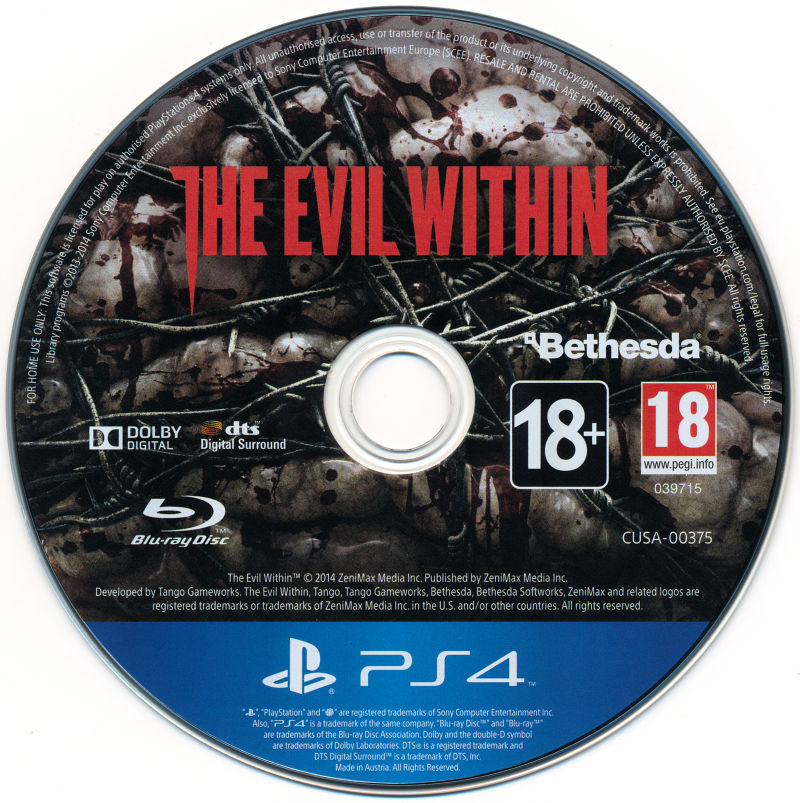 FOR HOME USE ONLY: This software is licensed for play on authorised PlayStation®4 systems only. All unauthorised access, use or transfer of the product or its underlying copyright and trademark works is prohibited. See eu.playstation.com/legal for full usage rights.
Library programs ©2013-2014 Sony Computer Entertainment Inc. exclusively licensed to Sony Computer Entertainment Europe (SCEE). RESALE AND RENTAL ARE PROHIBITED UNLESS EXPRESSLY AUTHORISED BY SCEE. All rights reserved.
THE EVIL WITHIN
Bethesda®
18+
18™
www.pegi.info
039715
CUSA-00375
DOLBY
DIGITAL
dts
Digital Surround
Blu-ray Disc™
The Evil Within™ © 2014 ZeniMax Media Inc. Published by ZeniMax Media Inc.
Developed by Tango Gameworks. The Evil Within, Tango, Tango Gameworks, Bethesda, Bethesda Softworks, ZeniMax and related logos are
registered trademarks or trademarks of ZeniMax Media Inc. in the U.S. and/or other countries. All rights reserved.
® PS4™
" ", "PlayStation" and " " are registered trademarks of Sony Computer Entertainment Inc.
Also, "PS4" is a trademark of the same company. "Blu-ray Disc™" and "Blu-ray™"
are trademarks of the Blu-ray Disc Association. Dolby and the double-D symbol
are trademarks of Dolby Laboratories. DTS® is a registered trademark and
DTS Digital Surround™ is a trademark of DTS, Inc.
Made in Austria. All Rights Reserved.